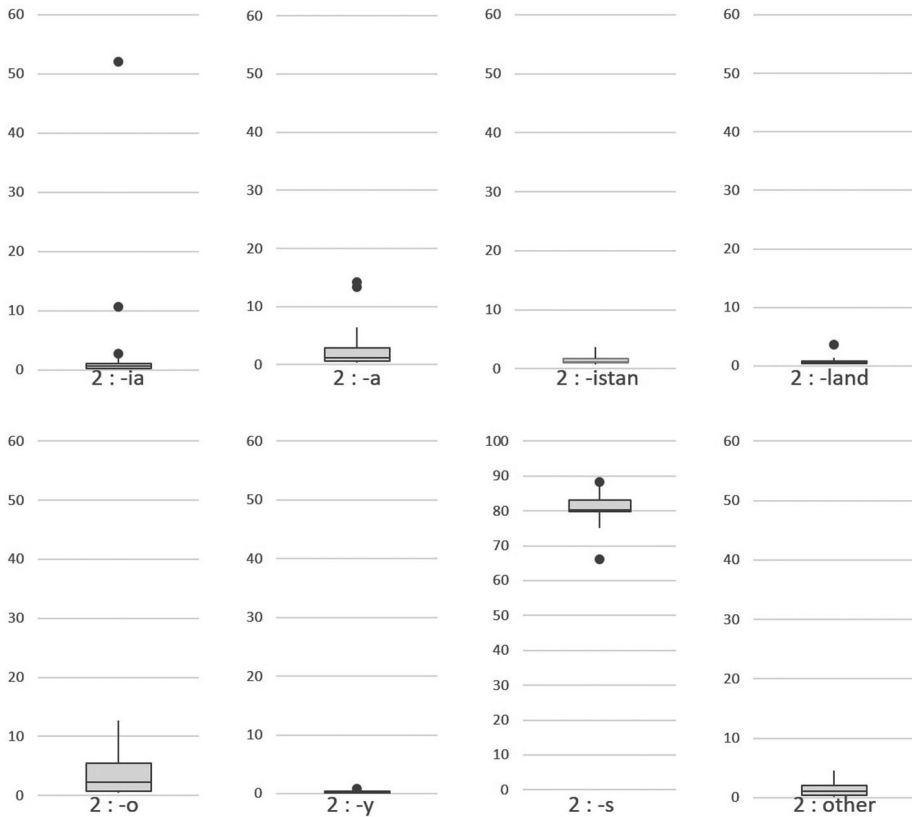 60 60 60 60
50 50 50 50
40 40 40 40
30 30 30 30
20 20 20 20
10 10 10 10
0 0 0 0
2 : -ia 2 : -a 2 : -istan 2 : -land
60 60 100 60
90
50 50 80 50
70
40 40 60 40
30 30 50 30
40
20 20 30 20
20
10 10 10 10
0 0 0 0
2 : -o 2 : -y 2 : -s 2 : other